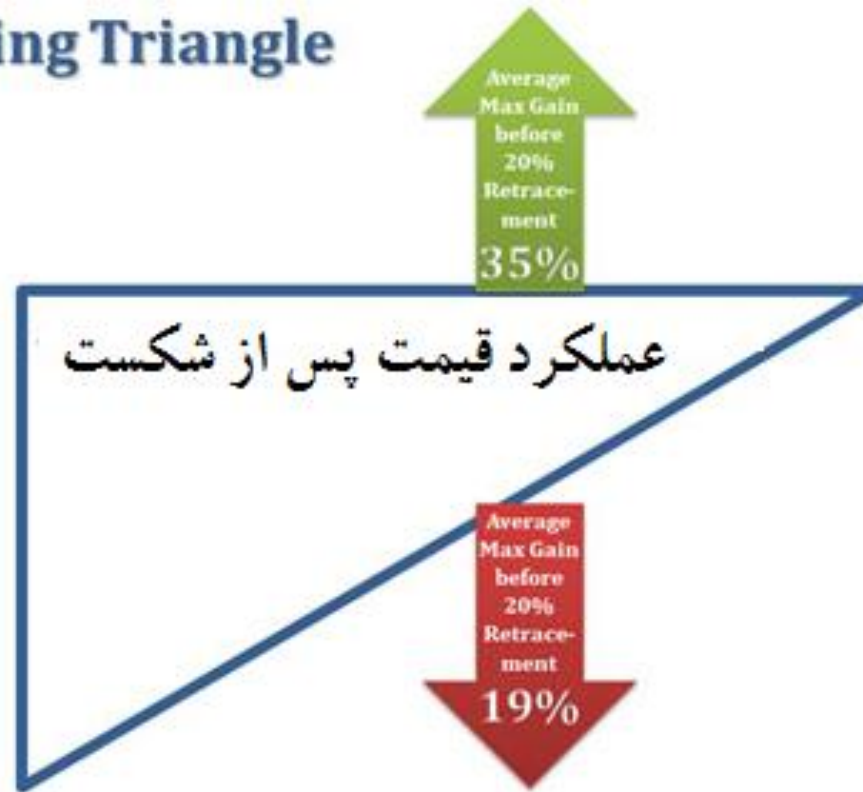 ing Triangle
Average
Max Gain
before
20%
Retrace-
ment
35%
عملکرد قیمت پس از شکست
Average
Max Gain
before
20%
Retrace-
ment
19%